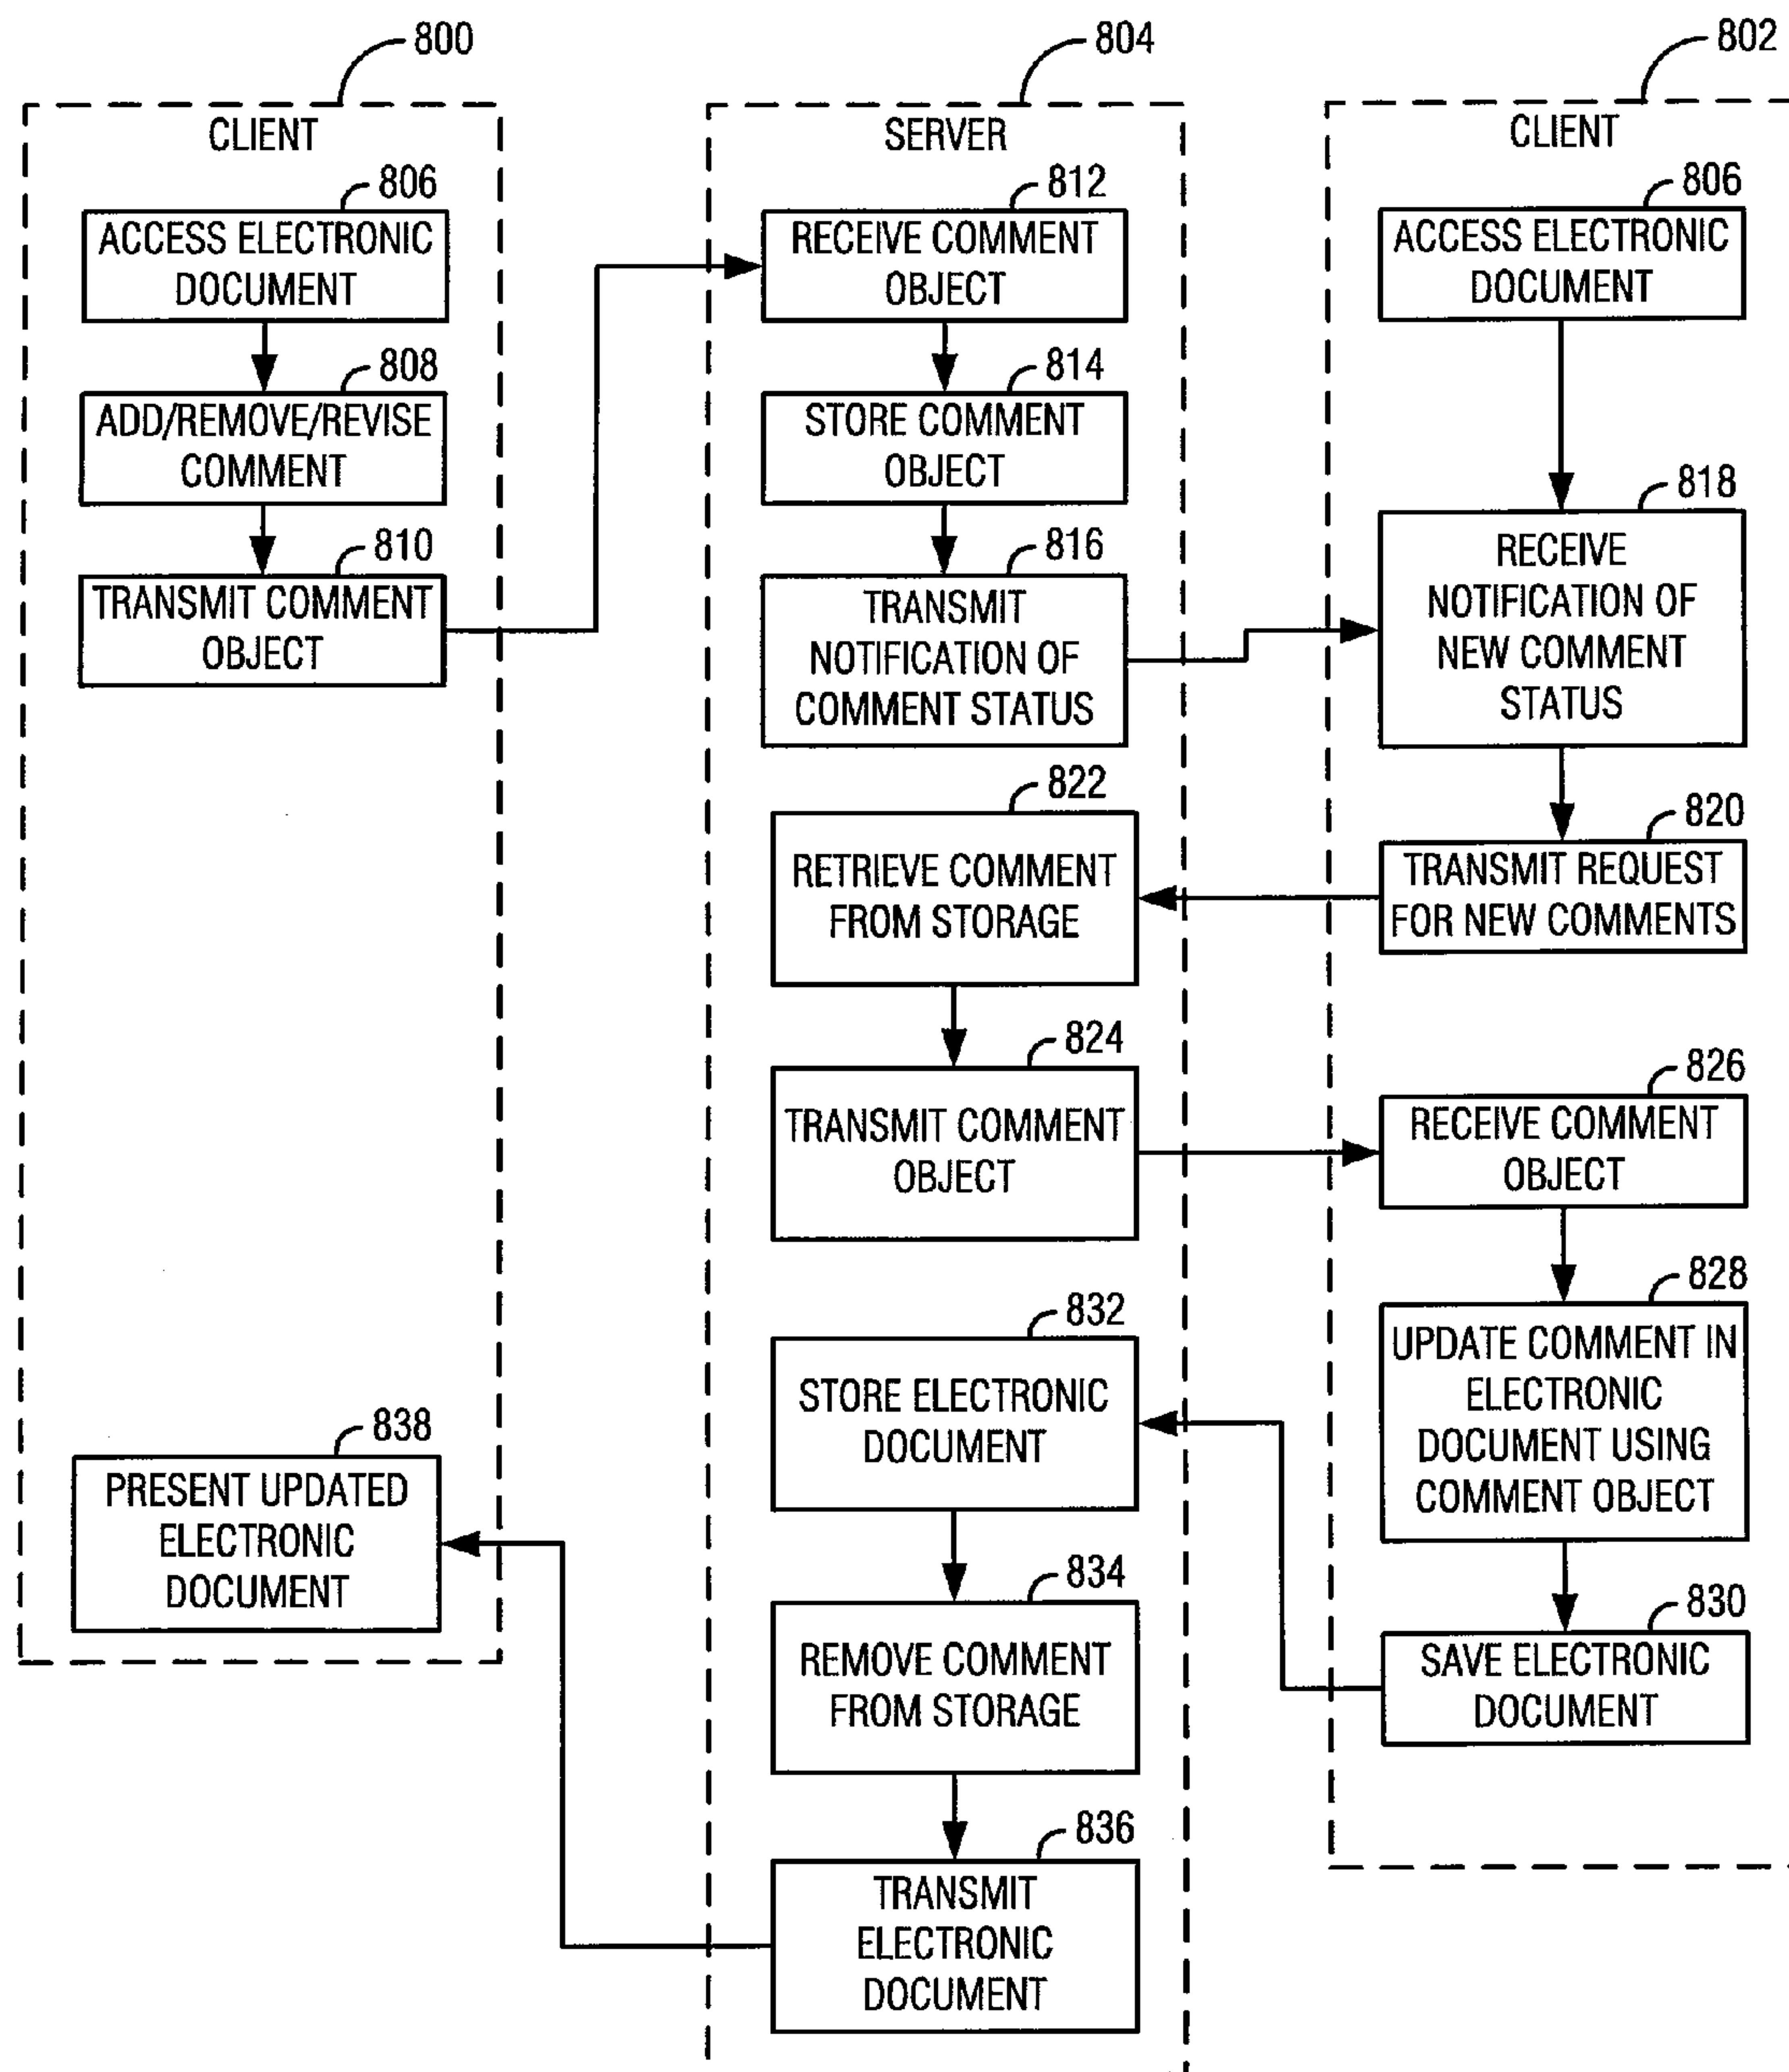 800
CLIENT
806
ACCESS ELECTRONIC
DOCUMENT
808
ADD/REMOVE/REVISE
COMMENT
810
TRANSMIT COMMENT
OBJECT
838
PRESENT UPDATED
ELECTRONIC
DOCUMENT
804
SERVER
812
RECEIVE COMMENT
OBJECT
814
STORE COMMENT
OBJECT
816
TRANSMIT
NOTIFICATION OF
COMMENT STATUS
822
RETRIEVE COMMENT
FROM STORAGE
824
TRANSMIT COMMENT
OBJECT
832
STORE ELECTRONIC
DOCUMENT
834
REMOVE COMMENT
FROM STORAGE
836
TRANSMIT
ELECTRONIC
DOCUMENT
802
CLIENT
806
ACCESS ELECTRONIC
DOCUMENT
818
RECEIVE
NOTIFICATION OF
NEW COMMENT
STATUS
820
TRANSMIT REQUEST
FOR NEW COMMENTS
826
RECEIVE COMMENT
OBJECT
828
UPDATE COMMENT IN
ELECTRONIC
DOCUMENT USING
COMMENT OBJECT
830
SAVE ELECTRONIC
DOCUMENT